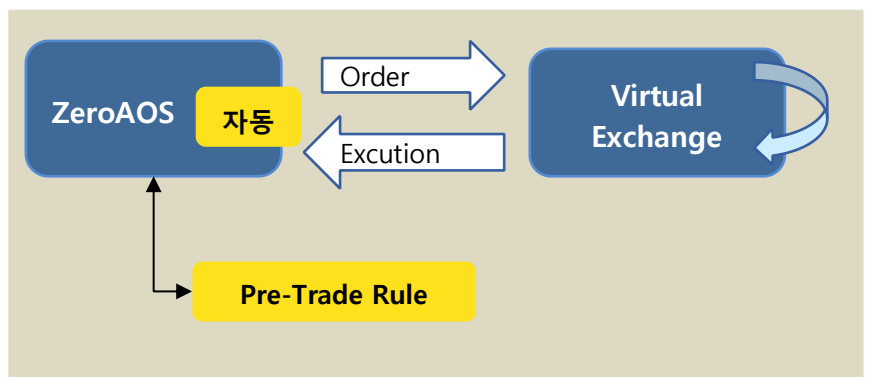 ZeroAOS
자동
Order
Excution
Virtual
Exchange
Pre-Trade Rule